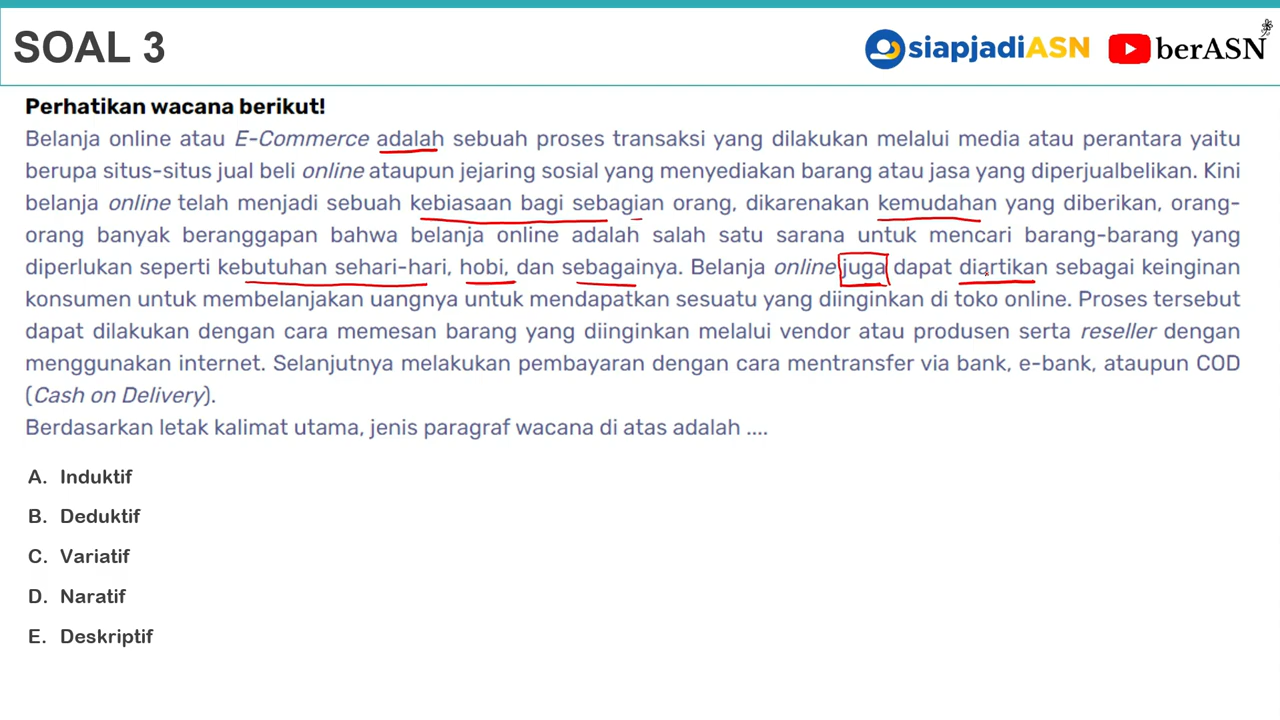 SOAL 3
siapjadiASN
berASN
Perhatikan wacana berikut!
Belanja online atau E-Commerce adalah sebuah proses transaksi yang dilakukan melalui media atau perantara yaitu
berupa situs-situs jual beli online ataupun jejaring sosial yang menyediakan barang atau jasa yang diperjualbelikan. Kini
belanja online telah menjadi sebuah kebiasaan bagi sebagian orang, dikarenakan kemudahan yang diberikan, orang-
orang banyak beranggapan bahwa belanja online adalah salah satu sarana untuk mencari barang-barang yang
diperlukan seperti kebutuhan sehari-hari, hobi, dan sebagainya. Belanja online juga dapat diartikan sebagai keinginan
konsumen untuk membelanjakan uangnya untuk mendapatkan sesuatu yang diinginkan di toko online. Proses tersebut
dapat dilakukan dengan cara memesan barang yang diinginkan melalui vendor atau produsen serta reseller dengan
menggunakan internet. Selanjutnya melakukan pembayaran dengan cara mentransfer via bank, e-bank, ataupun COD
(Cash on Delivery).
Berdasarkan letak kalimat utama, jenis paragraf wacana di atas adalah ....
A. Induktif
B. Deduktif
C. Variatif
D. Naratif
E. Deskriptif